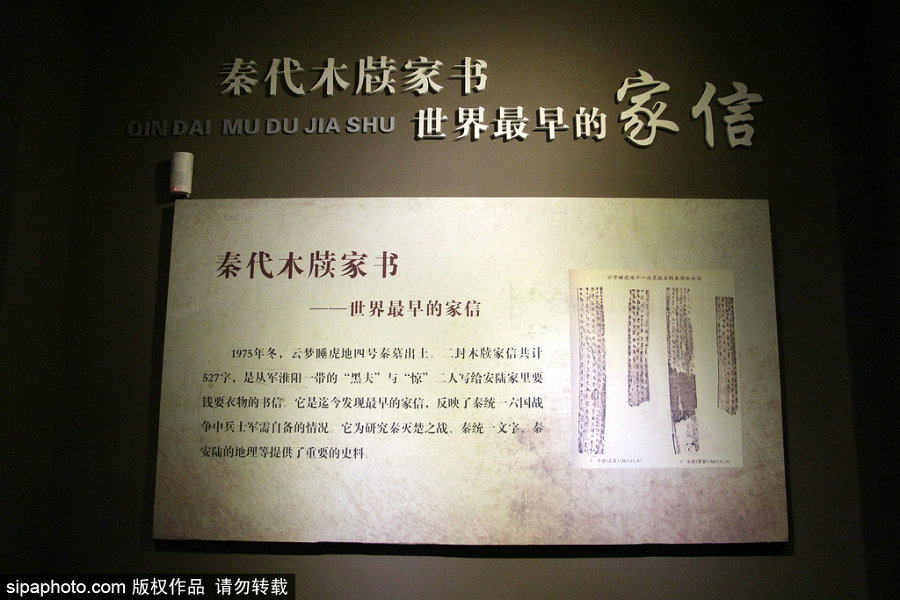 秦代木牍家书
QIN DAI MU DU JIA SHU 世界最早的家信
秦代木牍家书
——世界最早的家信
1975年冬，云梦睡虎地四号秦墓出土。二封木牍家信共计
527字，是从军淮阳一带的“黑夫”与“惊”二人写给安陆家里要
钱要衣物的书信。它是迄今发现最早的家信，反映了秦统一六国战
争中兵士军需自备的情况。它为研究秦灭楚之战、秦统一文字、秦
安陆的地理等提供了重要的史料。
sipaphoto.com 版权作品 请勿转载